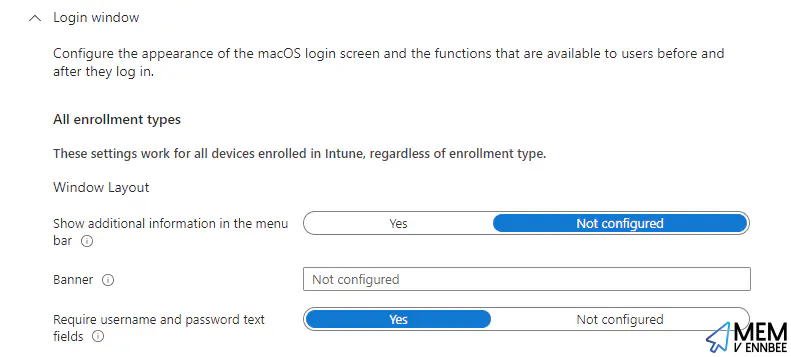 Login window
Configure the appearance of the macOS login screen and the functions that are available to users before and
after they log in.
All enrollment types
These settings work for all devices enrolled in Intune, regardless of enrollment type.
Window Layout
Show additional information in the menu
bar
Yes
Not configured
Banner
Not configured
Require username and password text
fields
Yes
Not configured
MEM
V ENNBEE